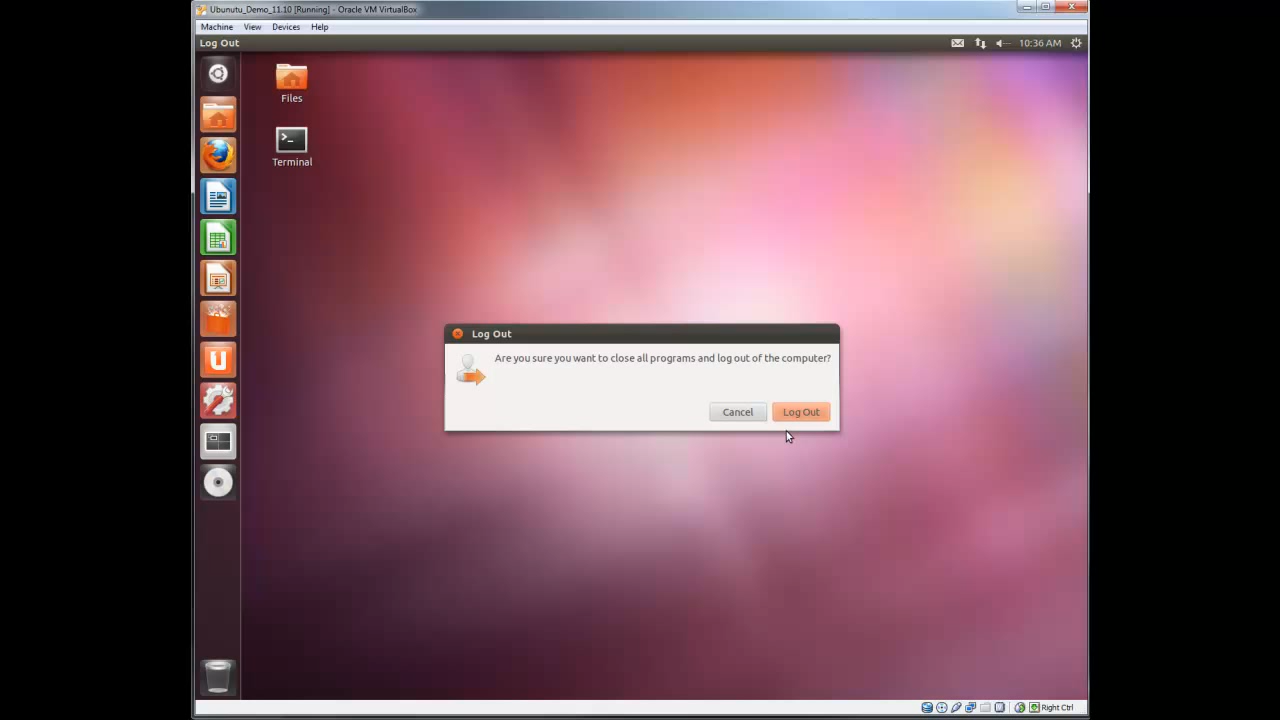 Ubunutu_Demo_11.10 [Running] - Oracle VM VirtualBox
Machine View Devices Help
Log Out 10:36 AM
Files
Terminal
Log Out
Are you sure you want to close all programs and log out of the computer?
Cancel Log Out
Right Ctrl